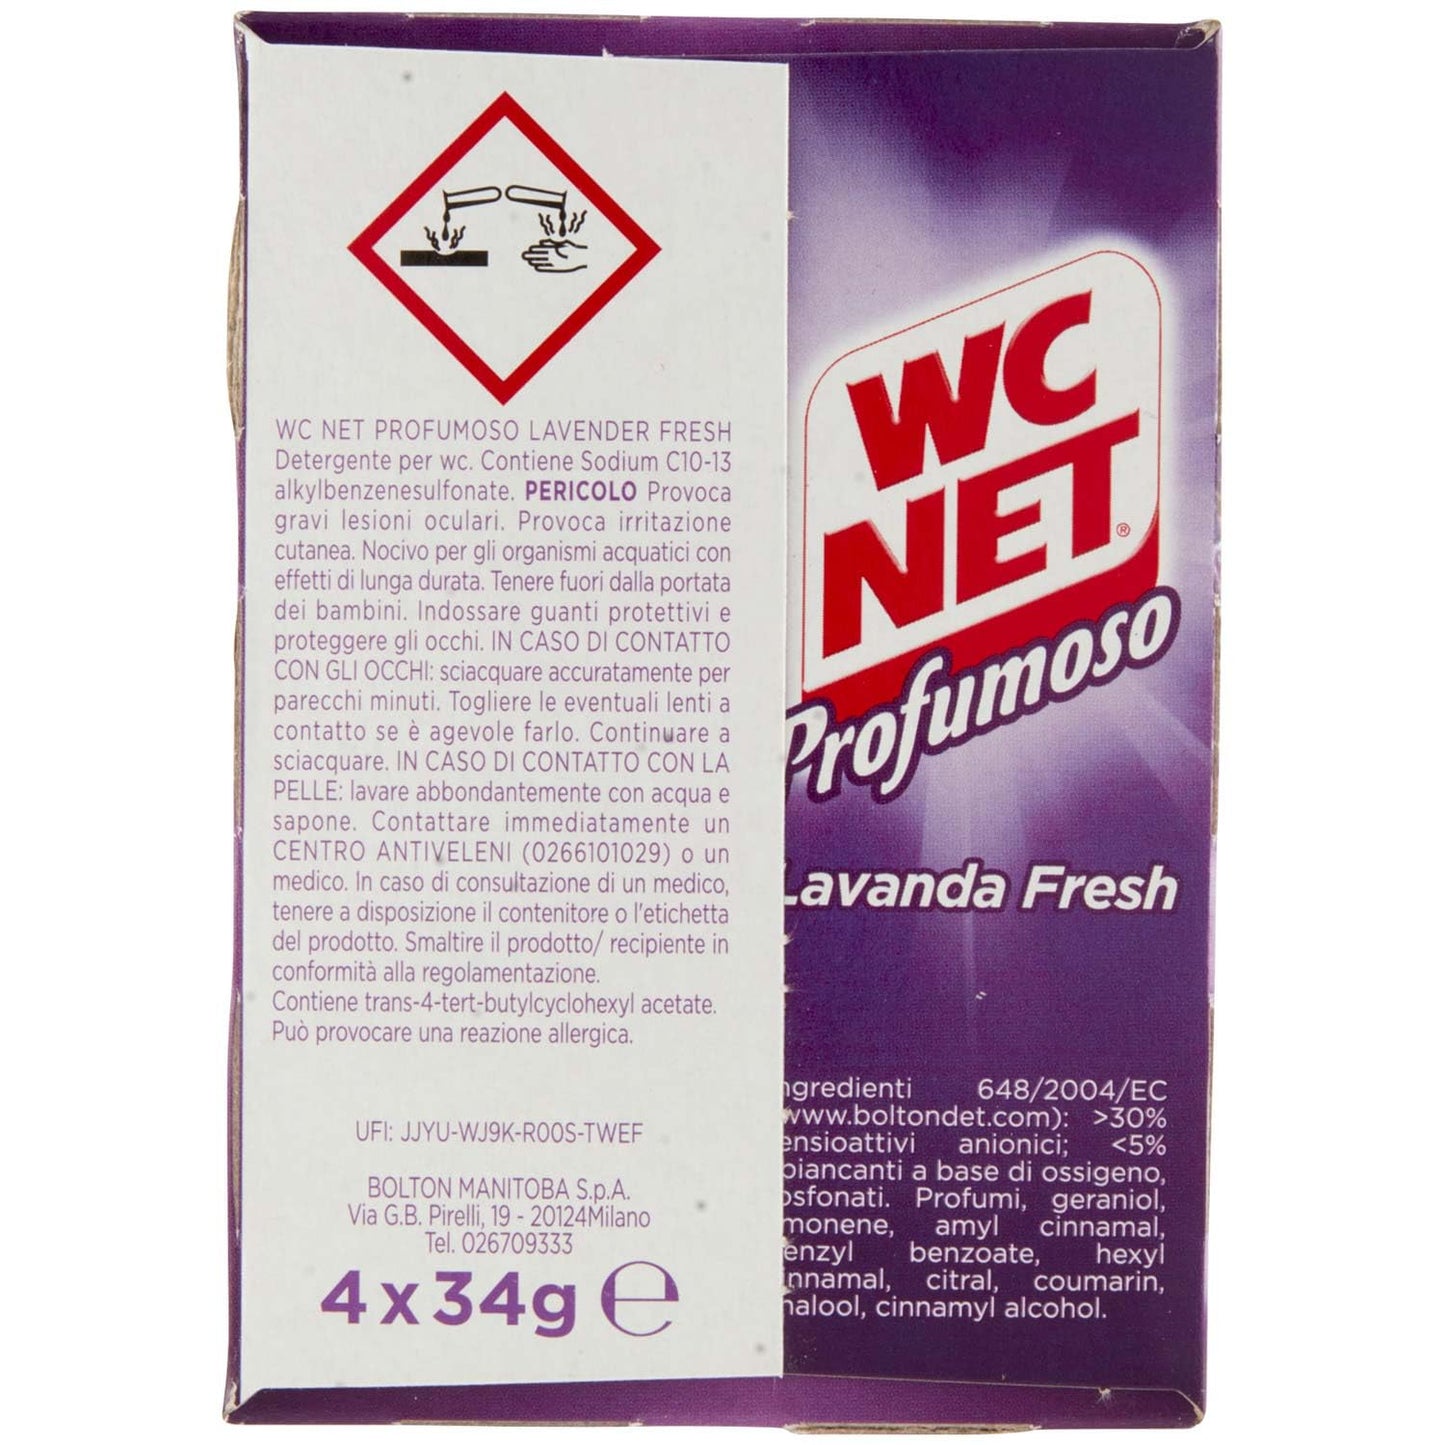 WC NET PROFUMOSO LAVENDER FRESH
Detergente per wc. Contiene Sodium C10-13
alkylbenzenesulfonate. PERICOLO Provoca
gravi lesioni oculari. Provoca irritazione
cutanea. Nocivo per gli organismi acquatici con
effetti di lunga durata. Tenere fuori dalla portata
dei bambini. Indossare guanti protettivi e
proteggere gli occhi. IN CASO DI CONTATTO
CON GLI OCCHI: sciacquare accuratamente per
parecchi minuti. Togliere le eventuali lenti a
contatto se è agevole farlo. Continuare a
sciacquare. IN CASO DI CONTATTO CON LA
PELLE: lavare abbondantemente con acqua e
sapone. Contattare immediatamente un
CENTRO ANTIVELENI (0266101029) o un
medico. In caso di consultazione di un medico,
tenere a disposizione il contenitore o l'etichetta
del prodotto. Smaltire il prodotto/ recipiente in
conformità alla regolamentazione.
Contiene trans-4-tert-butylcyclohexyl acetate.
Può provocare una reazione allergica.
UFI: JJYU-WJ9K-R00S-TWEF
BOLTON MANITOBA S.p.A.
Via G.B. Pirelli, 19 - 20124Milano
Tel. 026709333
4 x 34g ℮
WC
NET®
Profumoso
Lavanda Fresh
ngredienti 648/2004/EC
www.boltondet.com): >30%
ensioattivi anionici; <5%
biancanti a base di ossigeno,
osfonati. Profumi, geraniol,
monene, amyl cinnamal,
enzyl benzoate, hexyl
innamal, citral, coumarin,
nalool, cinnamyl alcohol.